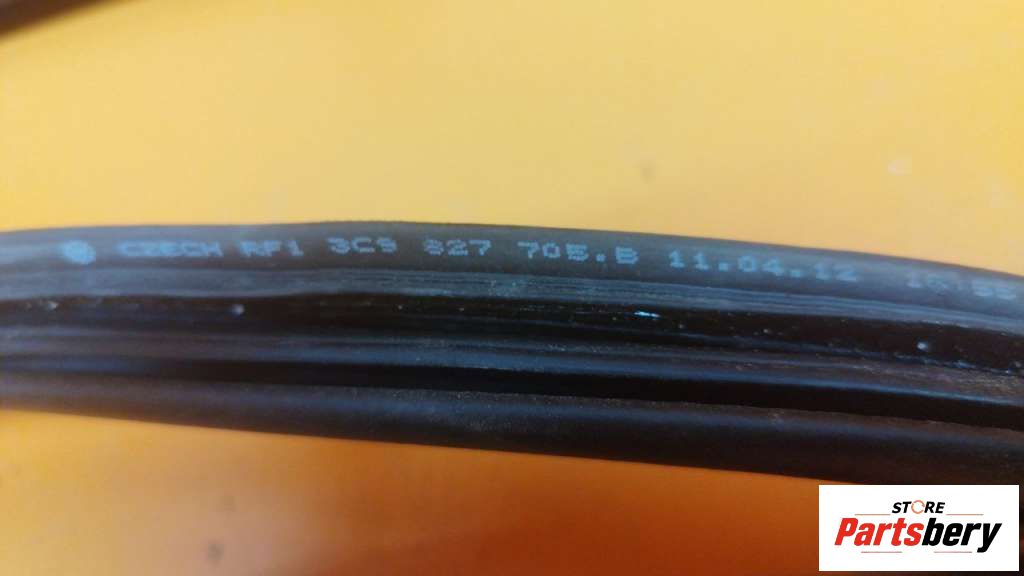 CZECH RF1 3C9 827 705.B 11.04.12
STORE
Partsbery